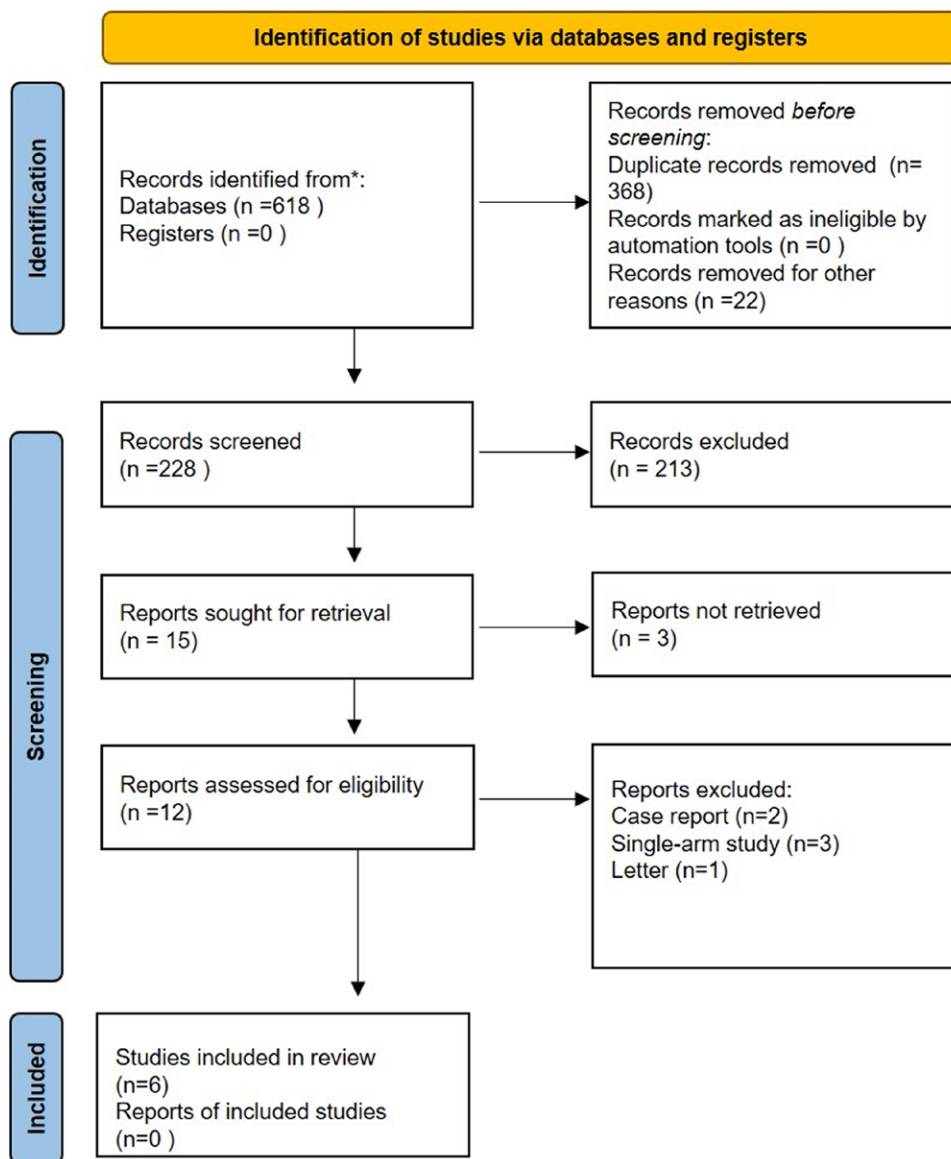 Identification of studies via databases and registers
Identification
Records identified from*:
Databases (n =618 )
Registers (n =0 )
Records removed before
screening:
Duplicate records removed (n=
368)
Records marked as ineligible by
automation tools (n =0 )
Records removed for other
reasons (n =22)
Screening
Records screened
(n =228 )
Records excluded
(n = 213)
Reports sought for retrieval
(n = 15)
Reports not retrieved
(n = 3)
Reports assessed for eligibility
(n =12)
Reports excluded:
Case report (n=2)
Single-arm study (n=3)
Letter (n=1)
Included
Studies included in review
(n=6)
Reports of included studies
(n=0 )